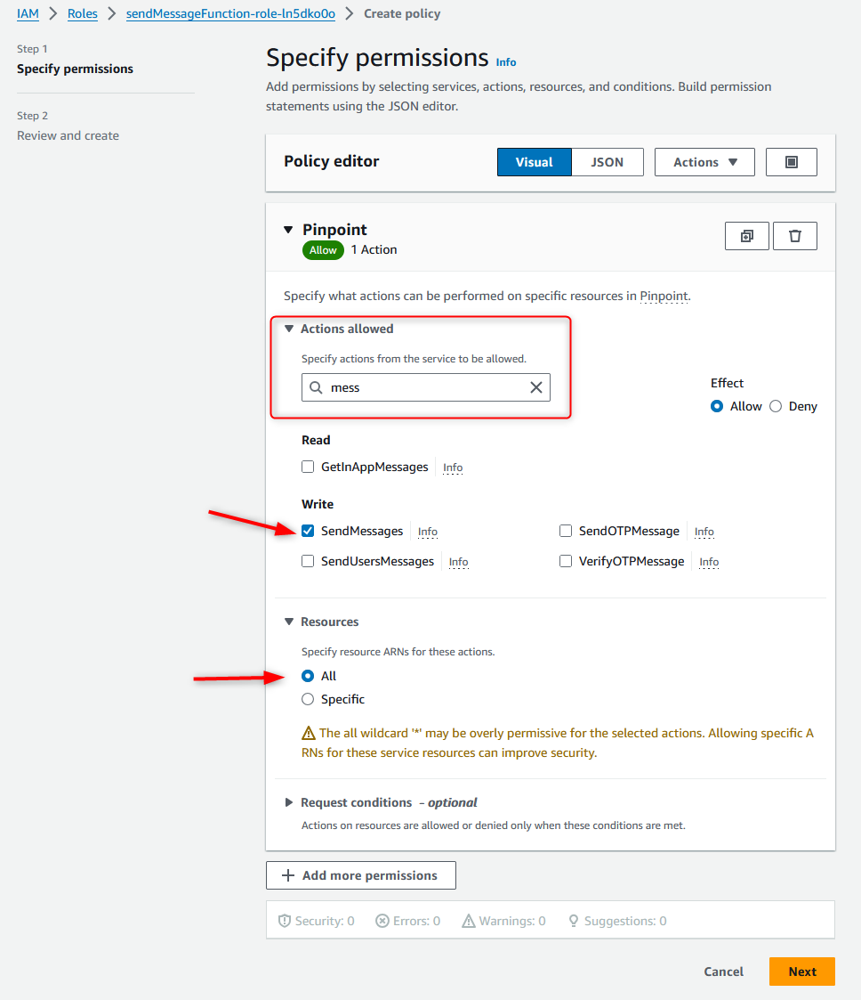 IAM > Roles > sendMessageFunction-role-ln5dko0o > Create policy
Step 1
Specify permissions
Step 2
Review and create
Specify permissions Info
Add permissions by selecting services, actions, resources, and conditions. Build permission
statements using the JSON editor.
Policy editor
Visual JSON Actions
Pinpoint
Allow 1 Action
Specify what actions can be performed on specific resources in Pinpoint.
Actions allowed
Specify actions from the service to be allowed.
mess
Effect
Allow Deny
Read
GetInAppMessages Info
Write
SendMessages Info SendOTPMessage Info
SendUsersMessages Info VerifyOTPMessage Info
Resources
Specify resource ARNs for these actions.
All
Specific
The all wildcard '*' may be overly permissive for the selected actions. Allowing specific A
RNs for these service resources can improve security.
Request conditions - optional
Actions on resources are allowed or denied only when these conditions are met.
Add more permissions
Security: 0 Errors: 0 Warnings: 0 Suggestions: 0
Cancel Next